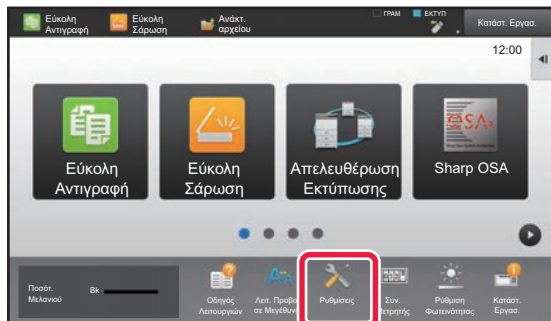 Εύκολη
Αντιγραφή
Εύκολη
Σάρωση
Ανάκτ.
αρχείου
ΓΡΑΜ
ΕΚΤΥΠ
Κατάστ. Εργασ.
12:00
Εύκολη
Αντιγραφή
Εύκολη
Σάρωση
Απελευθέρωση
Εκτύπωσης
OSA
Sharp OSA
Ποσότ.
Μελανιού
Bk
Οδηγός
Λειτουργιών
Λειτ. Προβο
σε Μεγέθυν
Ρυθμίσεις
Συν.
Μετρητής
Ρύθμιση
Φωτεινότητας
Κατάστ.
Εργασ.